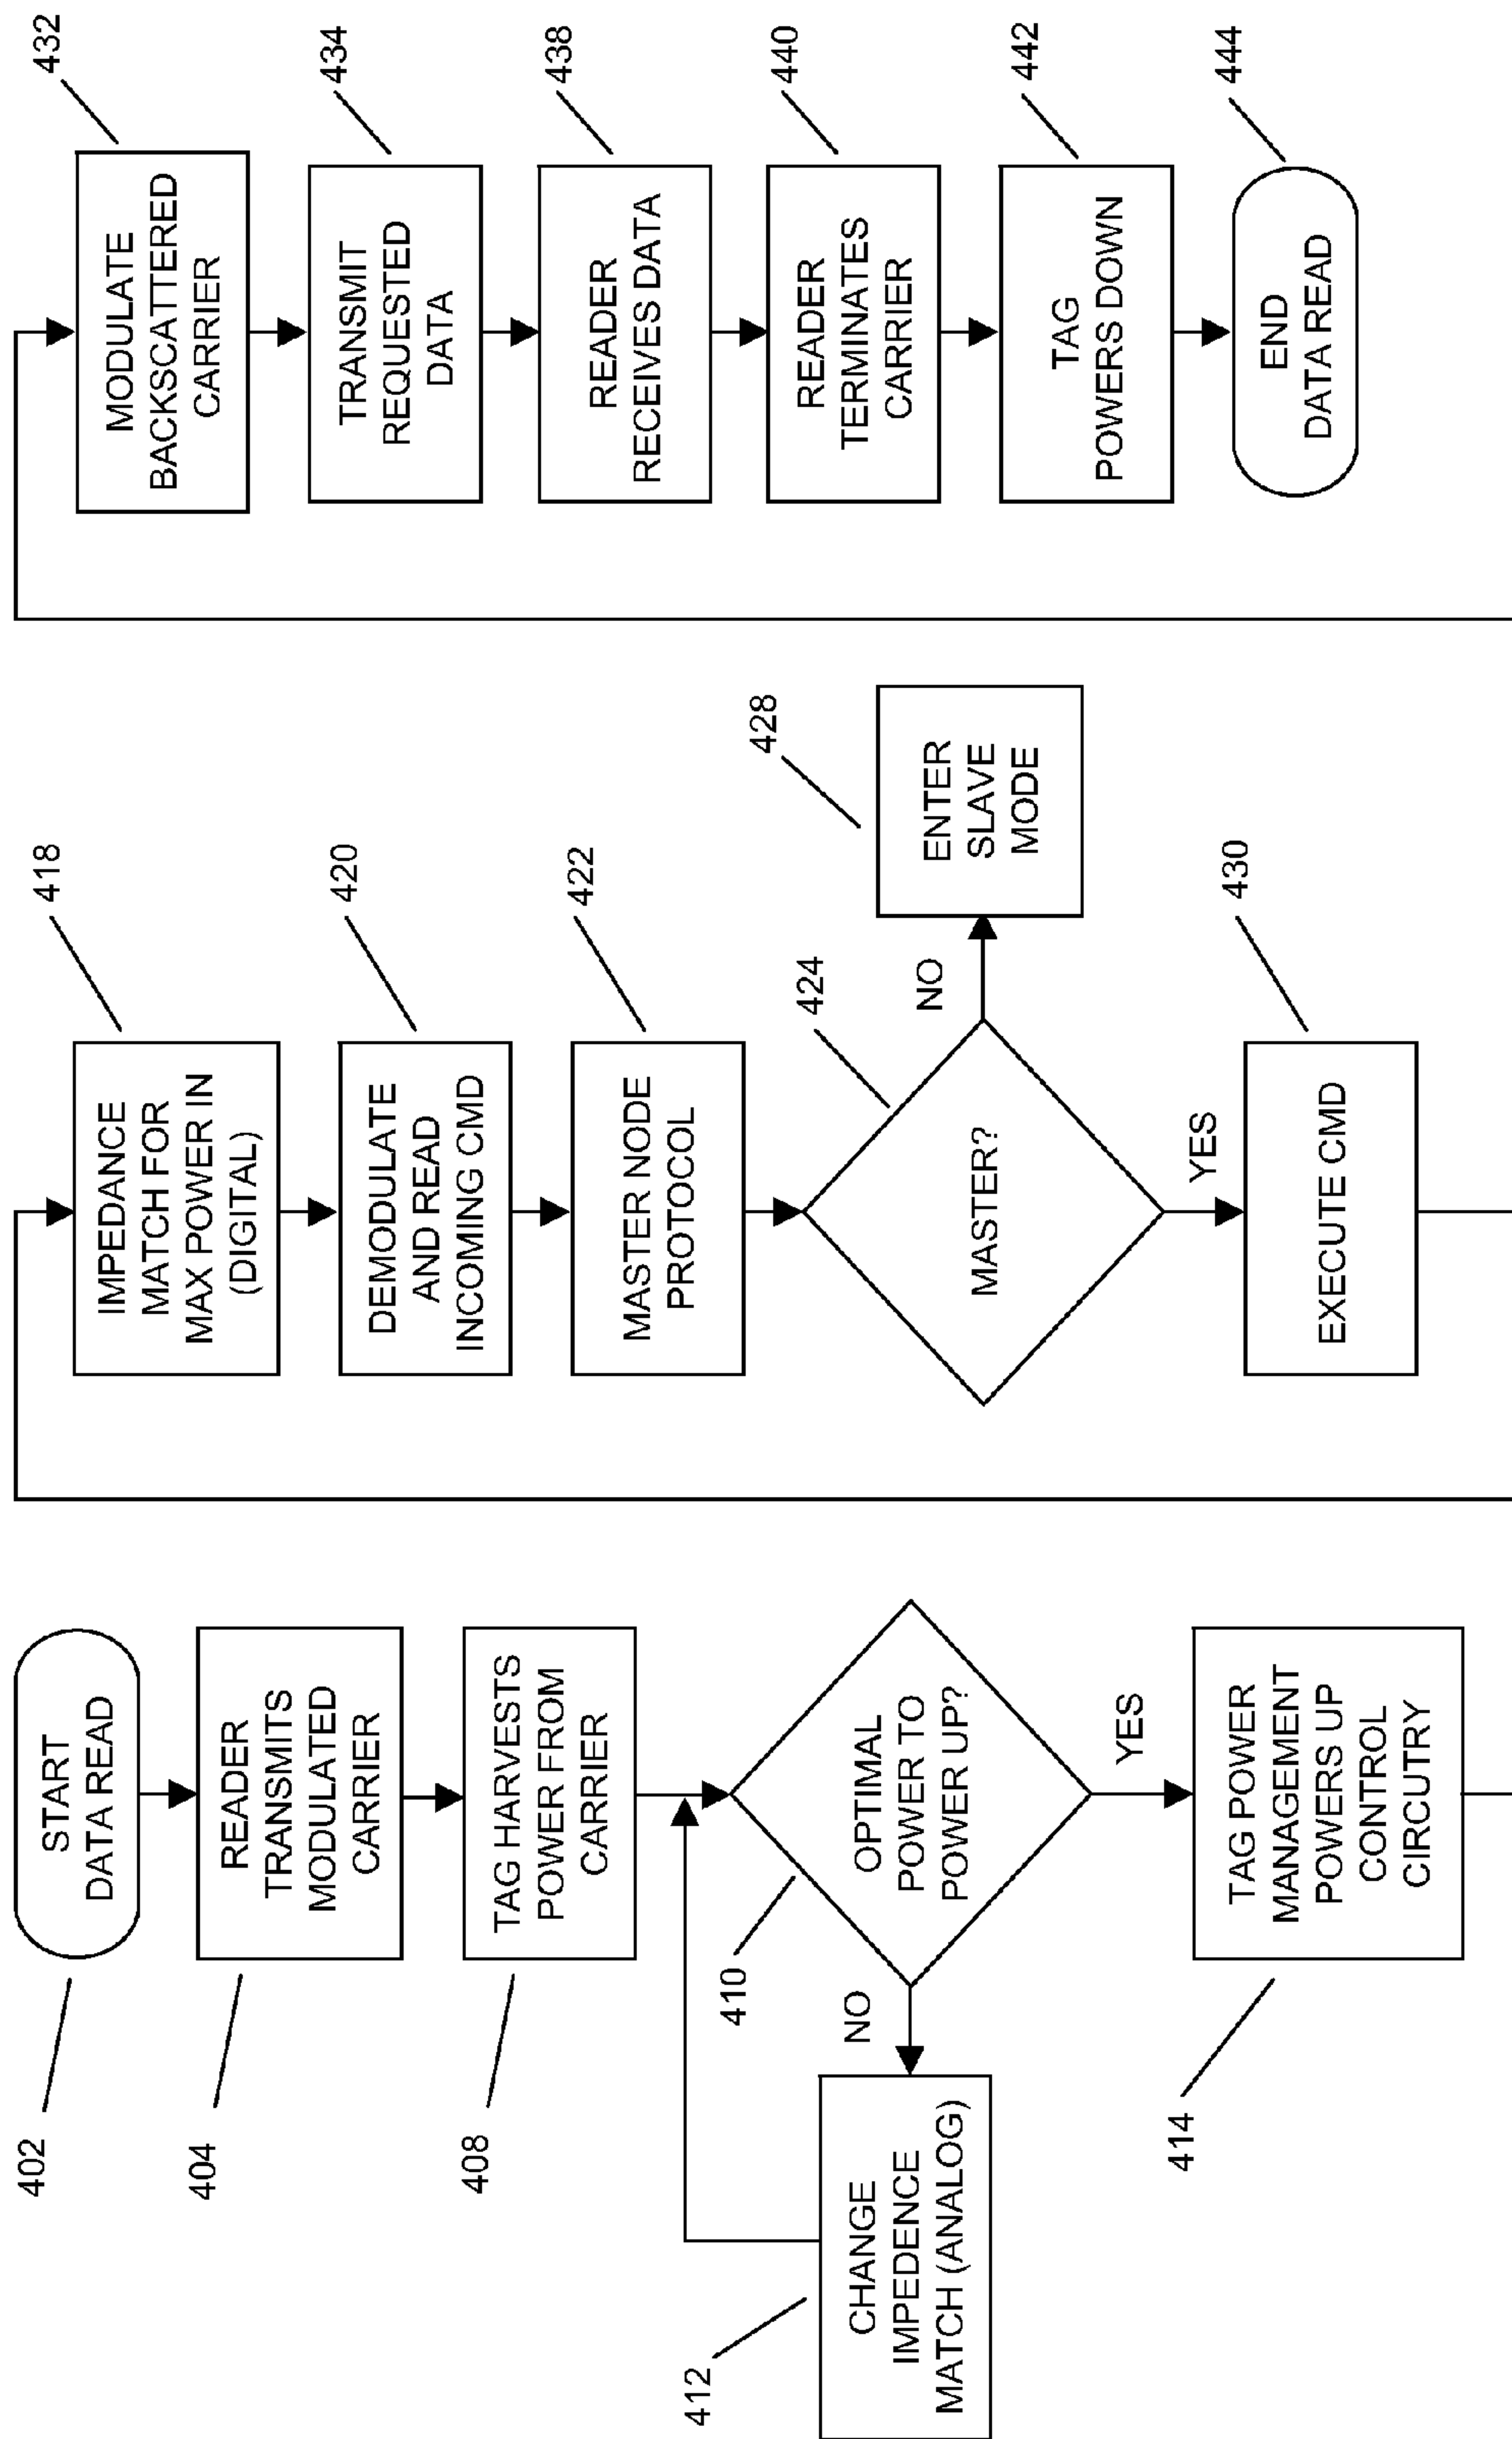 402
START
DATA READ
404
READER
TRANSMITS
MODULATED
CARRIER
408
TAG HARVESTS
POWER FROM
CARRIER
410
OPTIMAL
POWER TO
POWER UP?
NO
412
CHANGE
IMPEDENCE
MATCH (ANALOG)
YES
414
TAG POWER
MANAGEMENT
POWERS UP
CONTROL
CIRCUTRY
418
IMPEDANCE
MATCH FOR
MAX POWER IN
(DIGITAL)
420
DEMODULATE
AND READ
INCOMING CMD
422
MASTER NODE
PROTOCOL
424
MASTER?
NO
428
ENTER
SLAVE
MODE
YES
430
EXECUTE CMD
432
MODULATE
BACKSCATTERED
CARRIER
434
TRANSMIT
REQUESTED
DATA
438
READER
RECEIVES DATA
440
READER
TERMINATES
CARRIER
442
TAG
POWERS DOWN
444
END
DATA READ